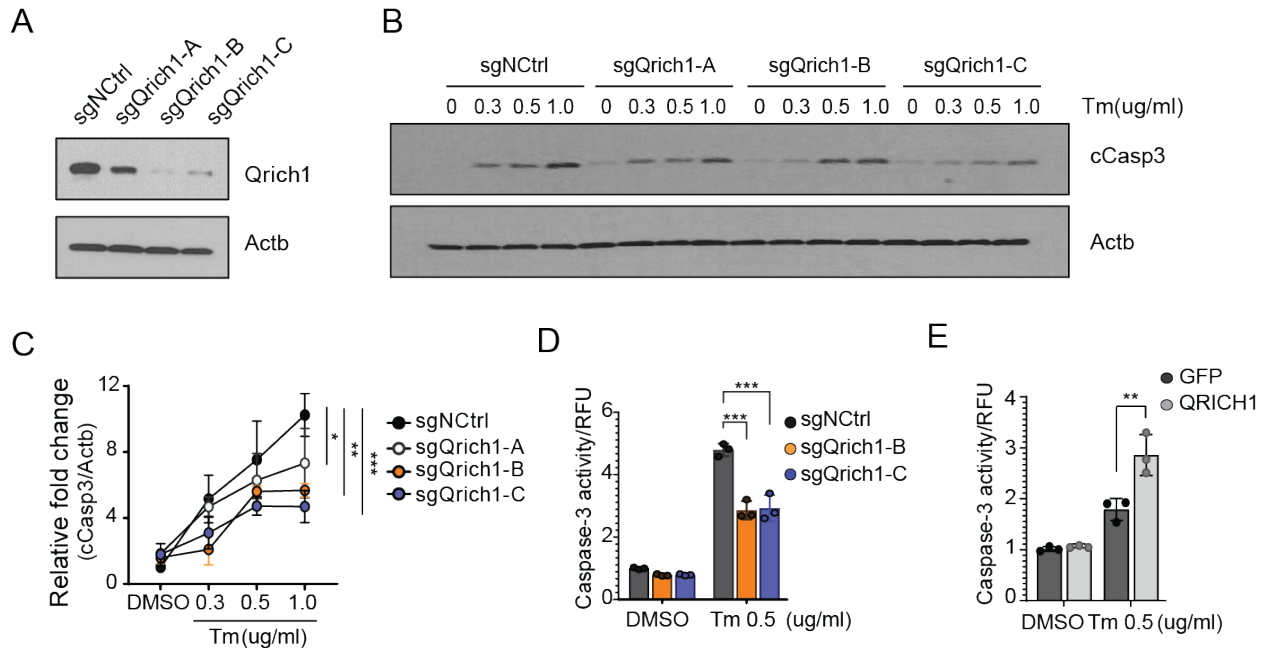 A
sgNCtrl
sgQrich1-A
sgQrich1-B
sgQrich1-C
Qrich1
Actb
B
sgNCtrl sgQrich1-A sgQrich1-B sgQrich1-C
0 0.3 0.5 1.0 0 0.3 0.5 1.0 0 0.3 0.5 1.0 0 0.3 0.5 1.0 Tm(ug/ml)
cCasp3
Actb
C
Relative fold change
(cCasp3/Actb)
12
8
4
0
DMSO 0.3 0.5 1.0
Tm(ug/ml)
*
**
***
sgNCtrl
sgQrich1-A
sgQrich1-B
sgQrich1-C
D
Caspase-3 activity/RFU
6
4
2
0
***
***
sgNCtrl
sgQrich1-B
sgQrich1-C
DMSO Tm 0.5 (ug/ml)
E
Caspase-3 activity/RFU
4
3
2
1
0
**
GFP
QRICH1
DMSO Tm 0.5 (ug/ml)